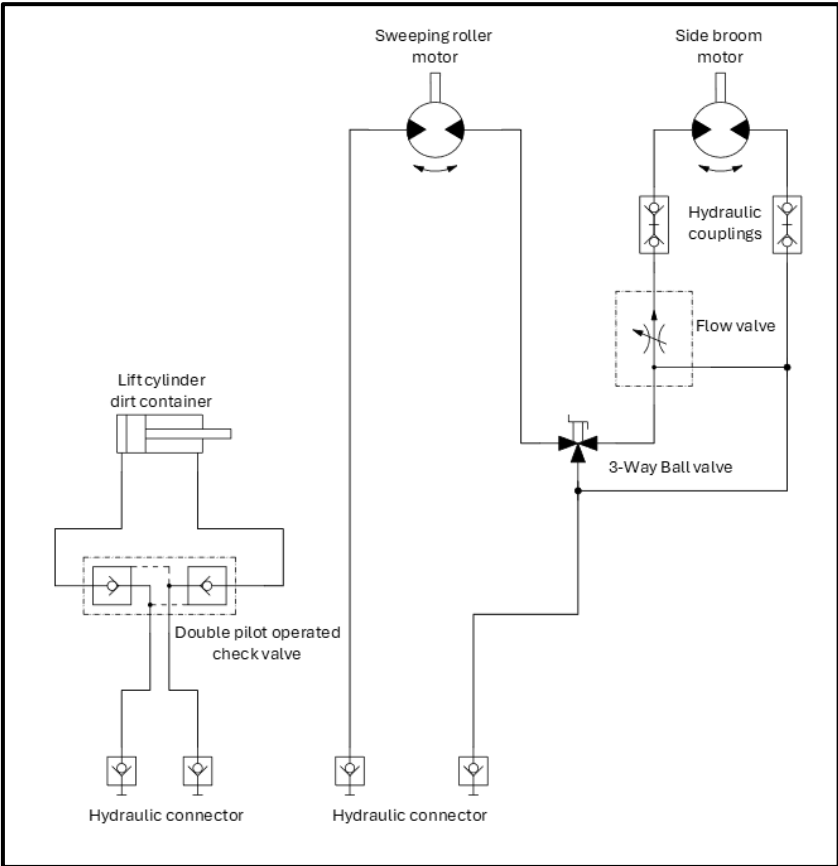 Sweeping roller
motor
Side broom
motor
Hydraulic
couplings
Flow valve
Lift cylinder
dirt container
3-Way Ball valve
Double pilot operated
check valve
Hydraulic connector
Hydraulic connector